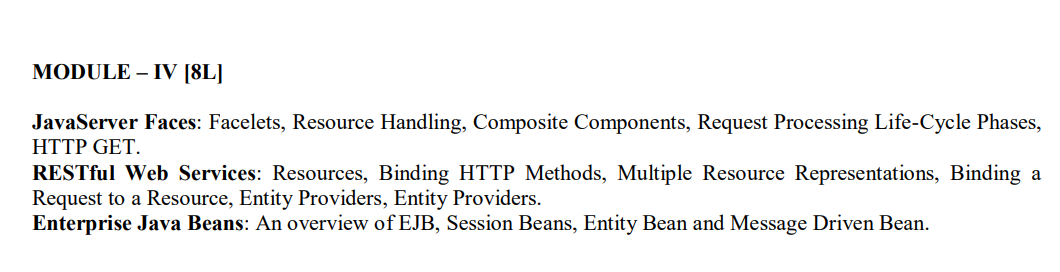 MODULE – IV [8L]
JavaServer Faces: Facelets, Resource Handling, Composite Components, Request Processing Life-Cycle Phases,
HTTP GET.
RESTful Web Services: Resources, Binding HTTP Methods, Multiple Resource Representations, Binding a
Request to a Resource, Entity Providers, Entity Providers.
Enterprise Java Beans: An overview of EJB, Session Beans, Entity Bean and Message Driven Bean.